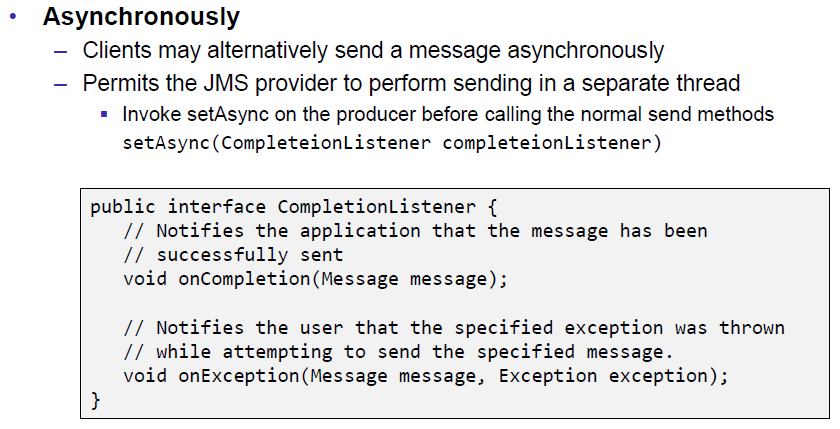 • Asynchronously
– Clients may alternatively send a message asynchronously
– Permits the JMS provider to perform sending in a separate thread
▪ Invoke setAsync on the producer before calling the normal send methods
setAsync(CompleteionListener completeionListener)
public interface CompletionListener {
// Notifies the application that the message has been
// successfully sent
void onCompletion(Message message);
// Notifies the user that the specified exception was thrown
// while attempting to send the specified message.
void onException(Message message, Exception exception);
}